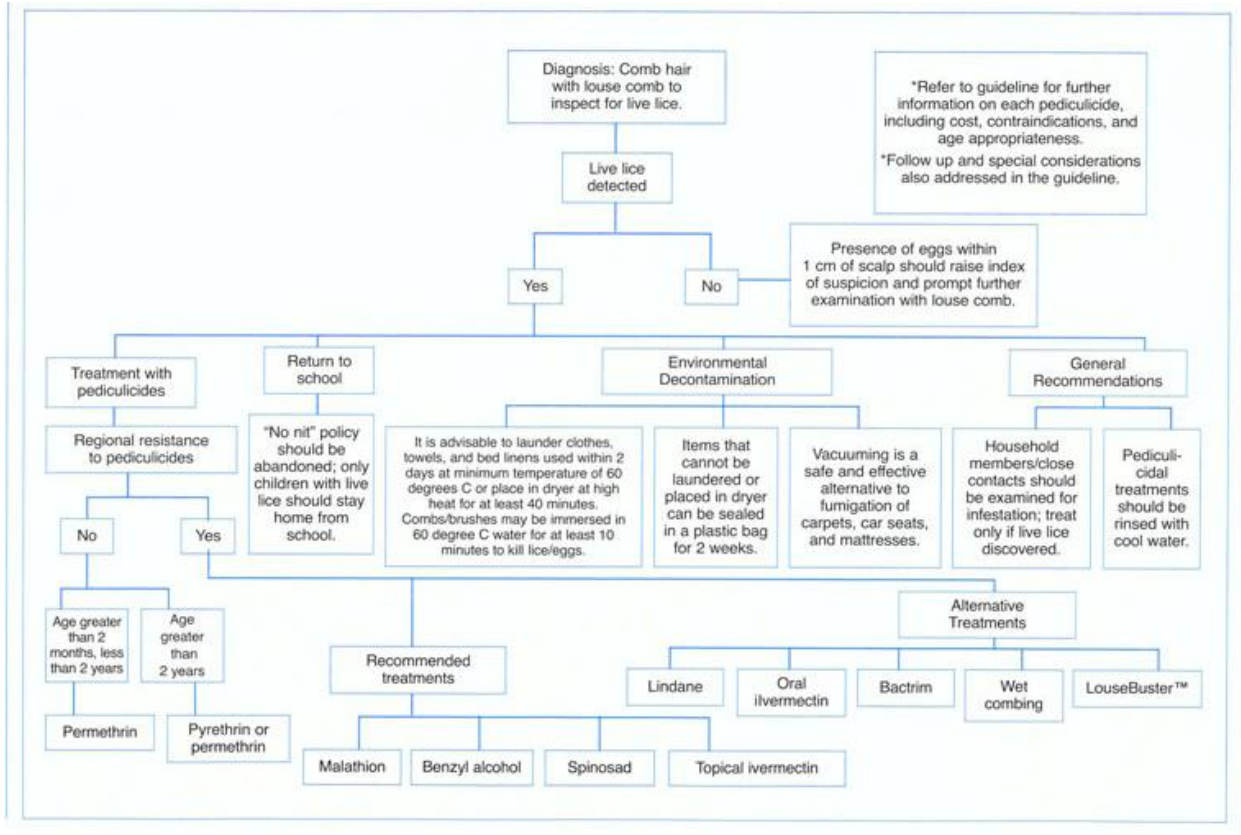 Diagnosis: Comb hair
with louse comb to
inspect for live lice.
*Refer to guideline for further
information on each pediculicide,
including cost, contraindications, and
age appropriateness.
*Follow up and special considerations
also addressed in the guideline.
Live lice
detected
Yes
No
Presence of eggs within
1 cm of scalp should raise index
of suspicion and prompt further
examination with louse comb.
Treatment with
pediculicides
Return to
school
Environmental
Decontamination
General
Recommendations
Regional resistance
to pediculicides
"No nit" policy
should be
abandoned; only
children with live
lice should stay
home from
school.
It is advisable to launder clothes,
towels, and bed linens used within 2
days at minimum temperature of 60
degrees C or place in dryer at high
heat for at least 40 minutes.
Combs/brushes may be immersed in
60 degree C water for at least 10
minutes to kill lice/eggs.
Items that
cannot be
laundered or
placed in dryer
can be sealed
in a plastic bag
for 2 weeks.
Vacuuming is a
safe and effective
alternative to
fumigation of
carpets, car seats,
and mattresses.
Household
members/close
contacts should
be examined for
infestation; treat
only if live lice
discovered.
Pediculi-
cidal
treatments
should be
rinsed with
cool water.
No
Yes
Age greater
than 2
months, less
than 2 years
Age
greater
than
2 years
Permethrin
Pyrethrin or
permethrin
Recommended
treatments
Malathion
Benzyl alcohol
Spinosad
Topical ivermectin
Alternative
Treatments
Lindane
Oral
ilvermectin
Bactrim
Wet
combing
LouseBuster™